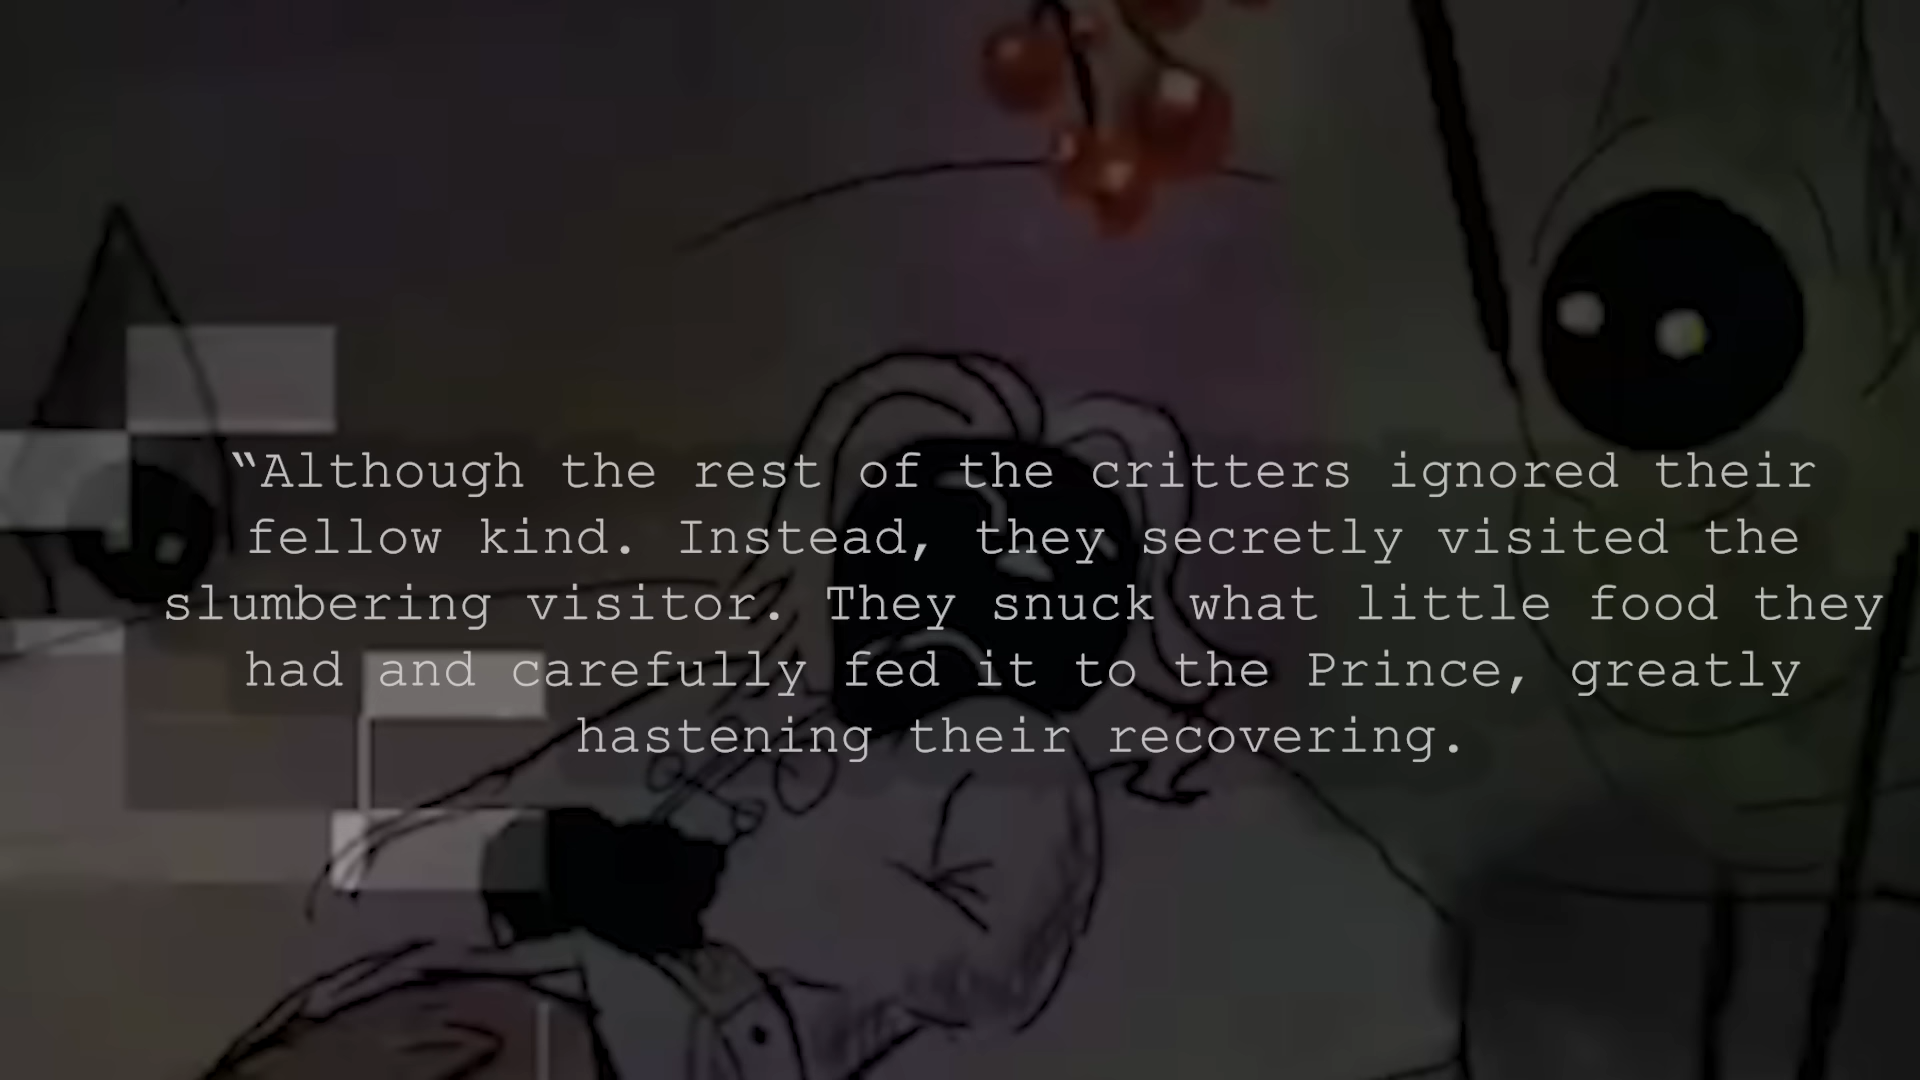 “Although the rest of the critters ignored their
fellow kind. Instead, they secretly visited the
slumbering visitor. They snuck what little food they
had and carefully fed it to the Prince, greatly
hastening their recovering.